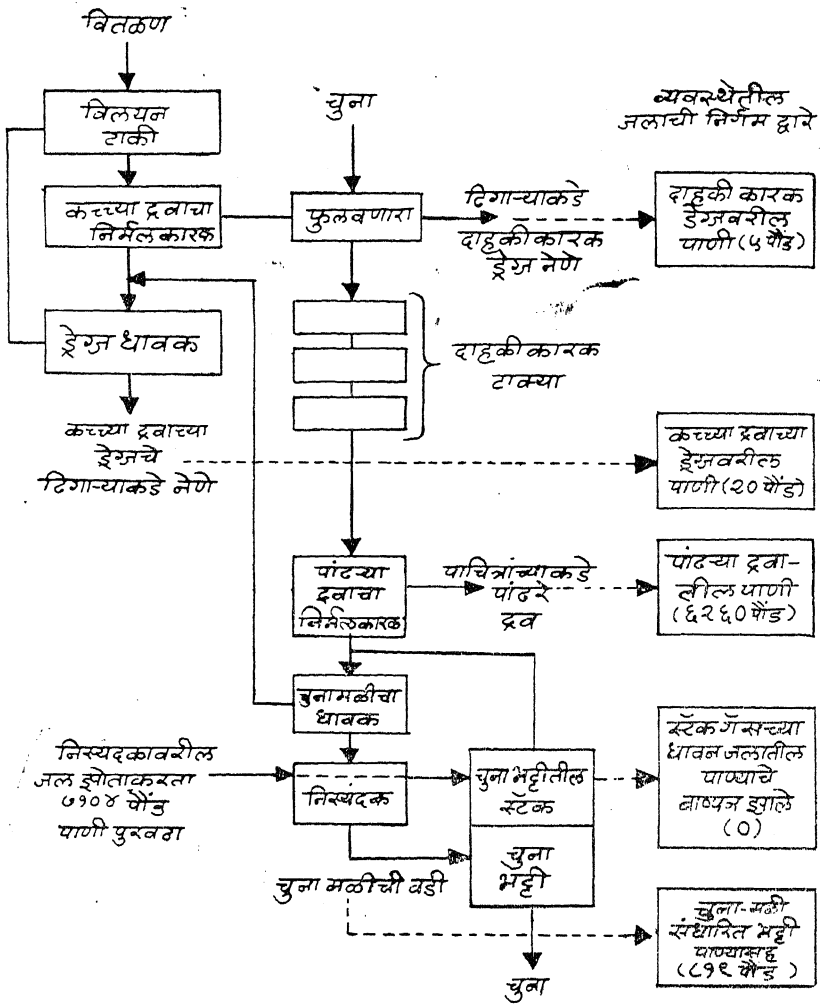 वितळण
विलयन
टाकी
चुना
व्यवस्थेतील
जलाची निर्गम द्वारे
कच्च्या द्रवाचा
निर्मलकारक
फुलवणारा
ढिगाऱ्याकडे
दाहकीकारक
ड्रेग्ज नेणे
दाहकी कारक
ड्रेग्जवरील
पाणी (५ पौंड)
ड्रेग्ज धावक
दाहकीकारक
टाक्या
कच्च्या द्रवाच्या
ड्रेग्जचे
ढिगाऱ्याकडे नेणे
कच्च्या द्रवाच्या
ड्रेग्जवरील
पाणी (२० पौंड)
पांढऱ्या
द्रवाचा
निर्मलकारक
पाचित्रांच्याकडे
पांढरे
द्रव
पांढऱ्या द्रवा-
तील पाणी
(६२६० पौंड)
चुनामळीचा
धावक
निस्यंदकावरील
जल झोताकरता
७१०४ पौंड
पाणी पुरवठा
निस्यंदक
चुना भट्टीतील
स्टॅक
स्टॅक गॅसच्या
धावन जलातील
पाण्याचे
बाष्पन झाले
(०)
चुना
भट्टी
चुना मळीची वडी
चुना-मळी
संधारित भट्टी
पाण्यासह
(८१९ पौंड)
चुना